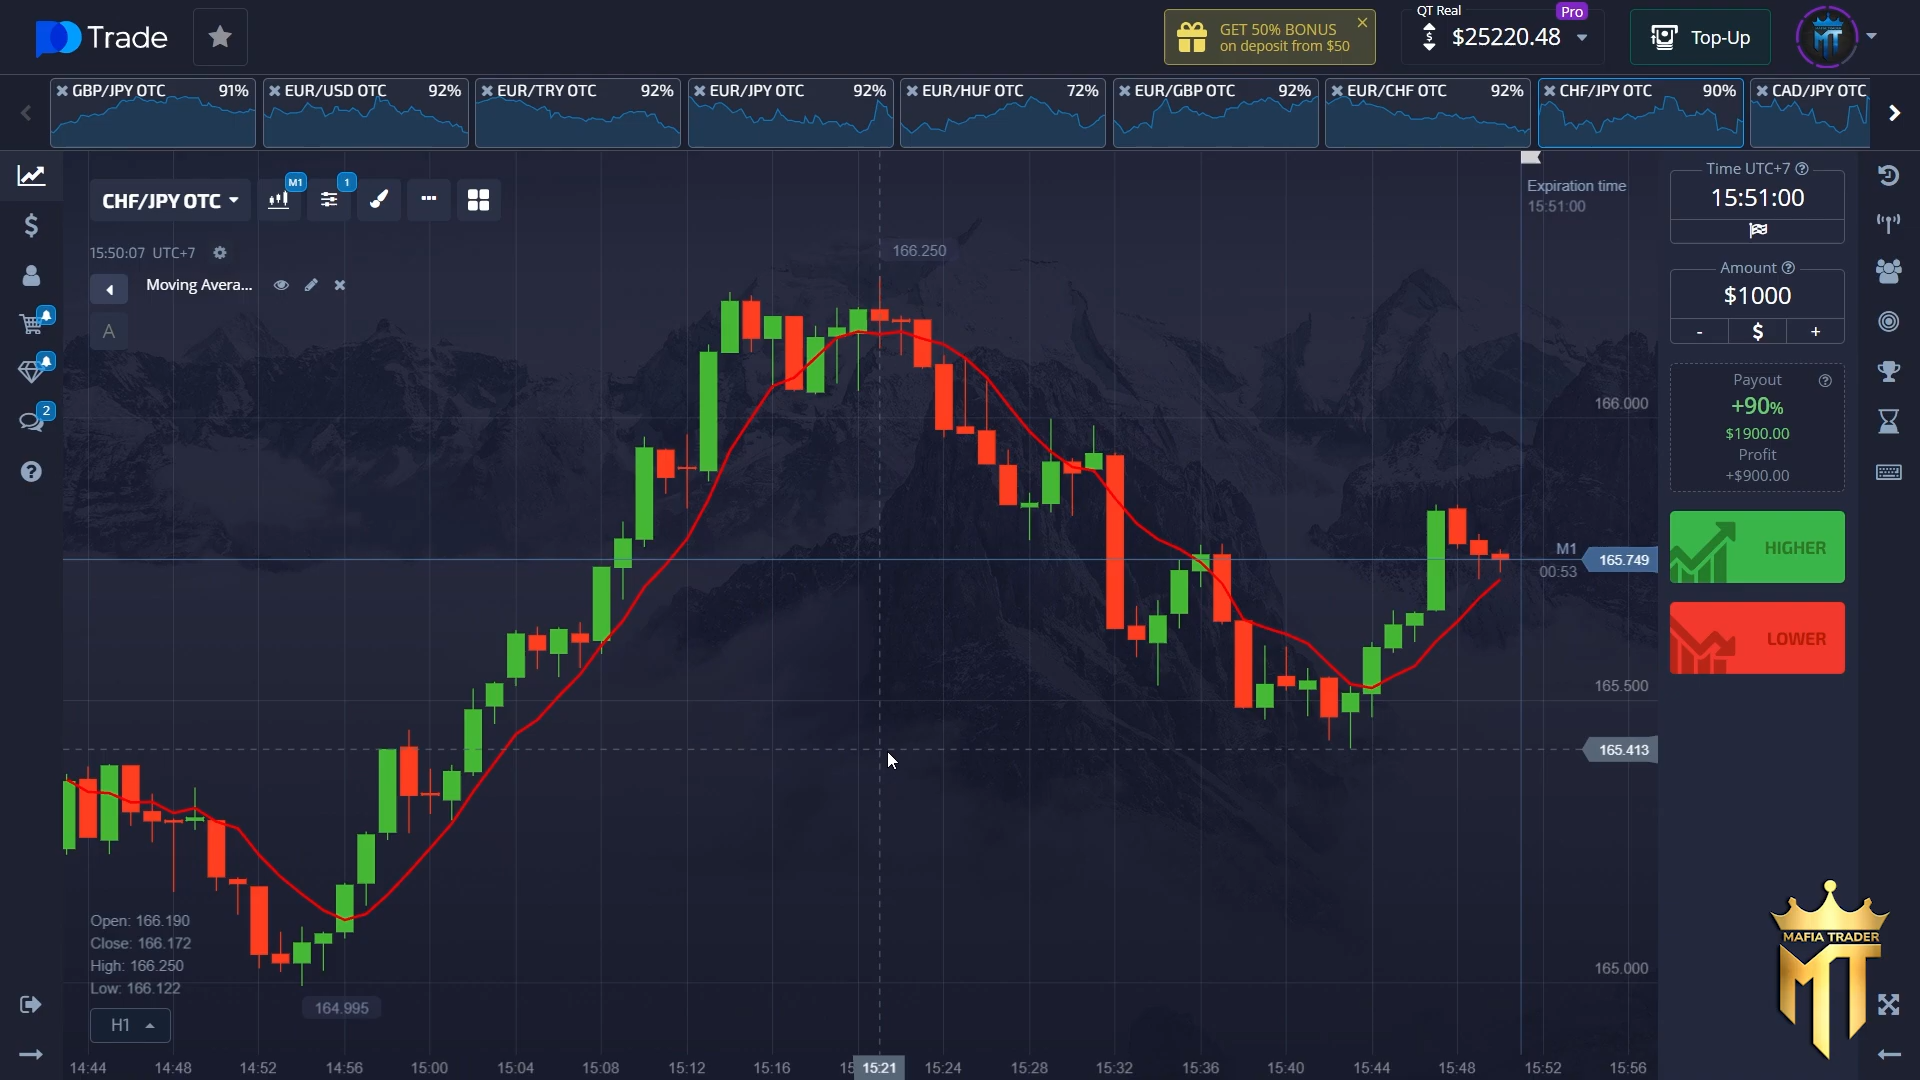 Trade
GET 50% BONUS
on deposit from $50
QT Real
Pro
$25220.48
Top-Up
MT
GBP/JPY OTC 91%
EUR/USD OTC 92%
EUR/TRY OTC 92%
EUR/JPY OTC 92%
EUR/HUF OTC 72%
EUR/GBP OTC 92%
EUR/CHF OTC 92%
CHF/JPY OTC 90%
CAD/JPY OTC
CHF/JPY OTC
M1
1
15:50:07 UTC+7
Moving Avera...
A
2
166.250
Expiration time
15:51:00
166.000
M1
00:53
165.749
165.500
165.413
165.000
164.995
Open: 166.190
Close: 166.172
High: 166.250
Low: 166.122
H1
14:44 14:48 14:52 14:56 15:00 15:04 15:08 15:12 15:16 15:21 15:24 15:28 15:32 15:36 15:40 15:44 15:48 15:52 15:56
Time UTC+7
15:51:00
Amount
$1000
- $ +
Payout
+90%
$1900.00
Profit
+$900.00
HIGHER
LOWER
MAFIA TRADER
MT